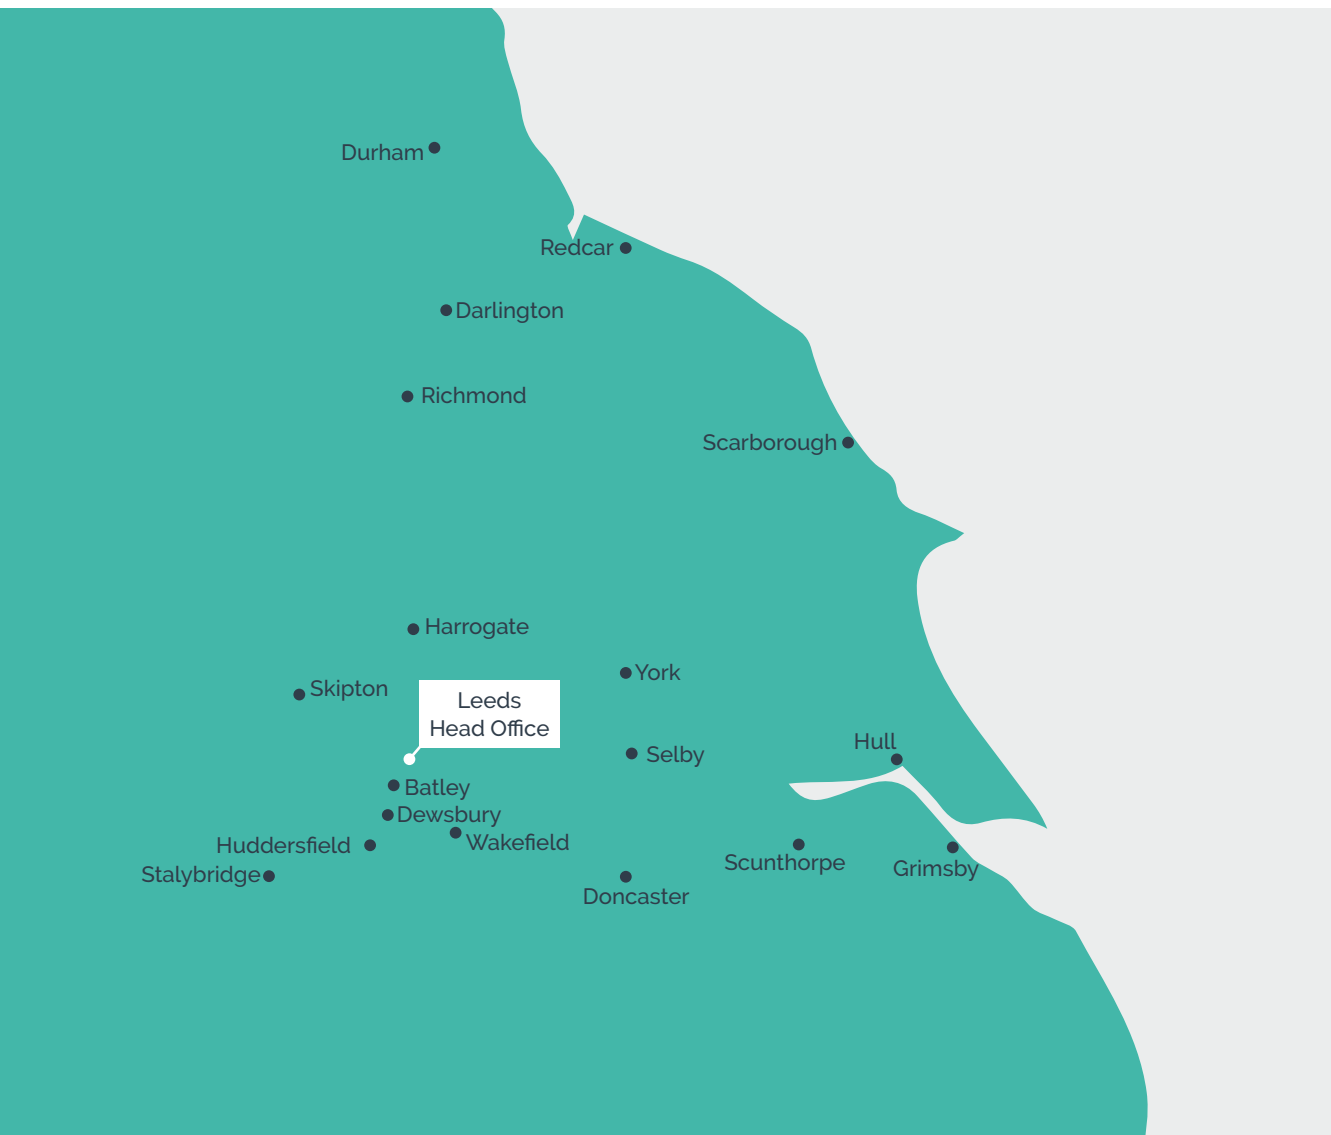 Durham
Redcar
Darlington
Richmond
Scarborough
Harrogate
York
Skipton
Leeds
Head Office
Hull
Selby
Batley
Dewsbury
Wakefield
Huddersfield
Scunthorpe
Grimsby
Stalybridge
Doncaster